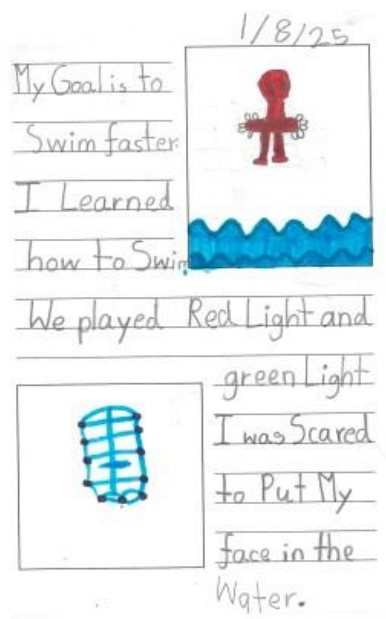 1/8/25
My Goal is to
Swim faster.
I Learned
how to Swim
We played Red Light and
green Light
I was Scared
to Put My
face in the
Water.